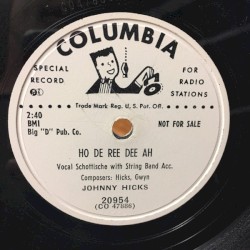 COLUMBIA
SPECIAL
RECORD
FOR
RADIO
STATIONS
Trade Mark Reg. U. S. Pat. Off.
2:40
BMI
Big "D" Pub. Co.
NOT FOR SALE
HO DE REE DEE AH
Vocal Schottische with String Band Acc.
Composers: Hicks, Gwyn
JOHNNY HICKS
20954
(CO 47888)